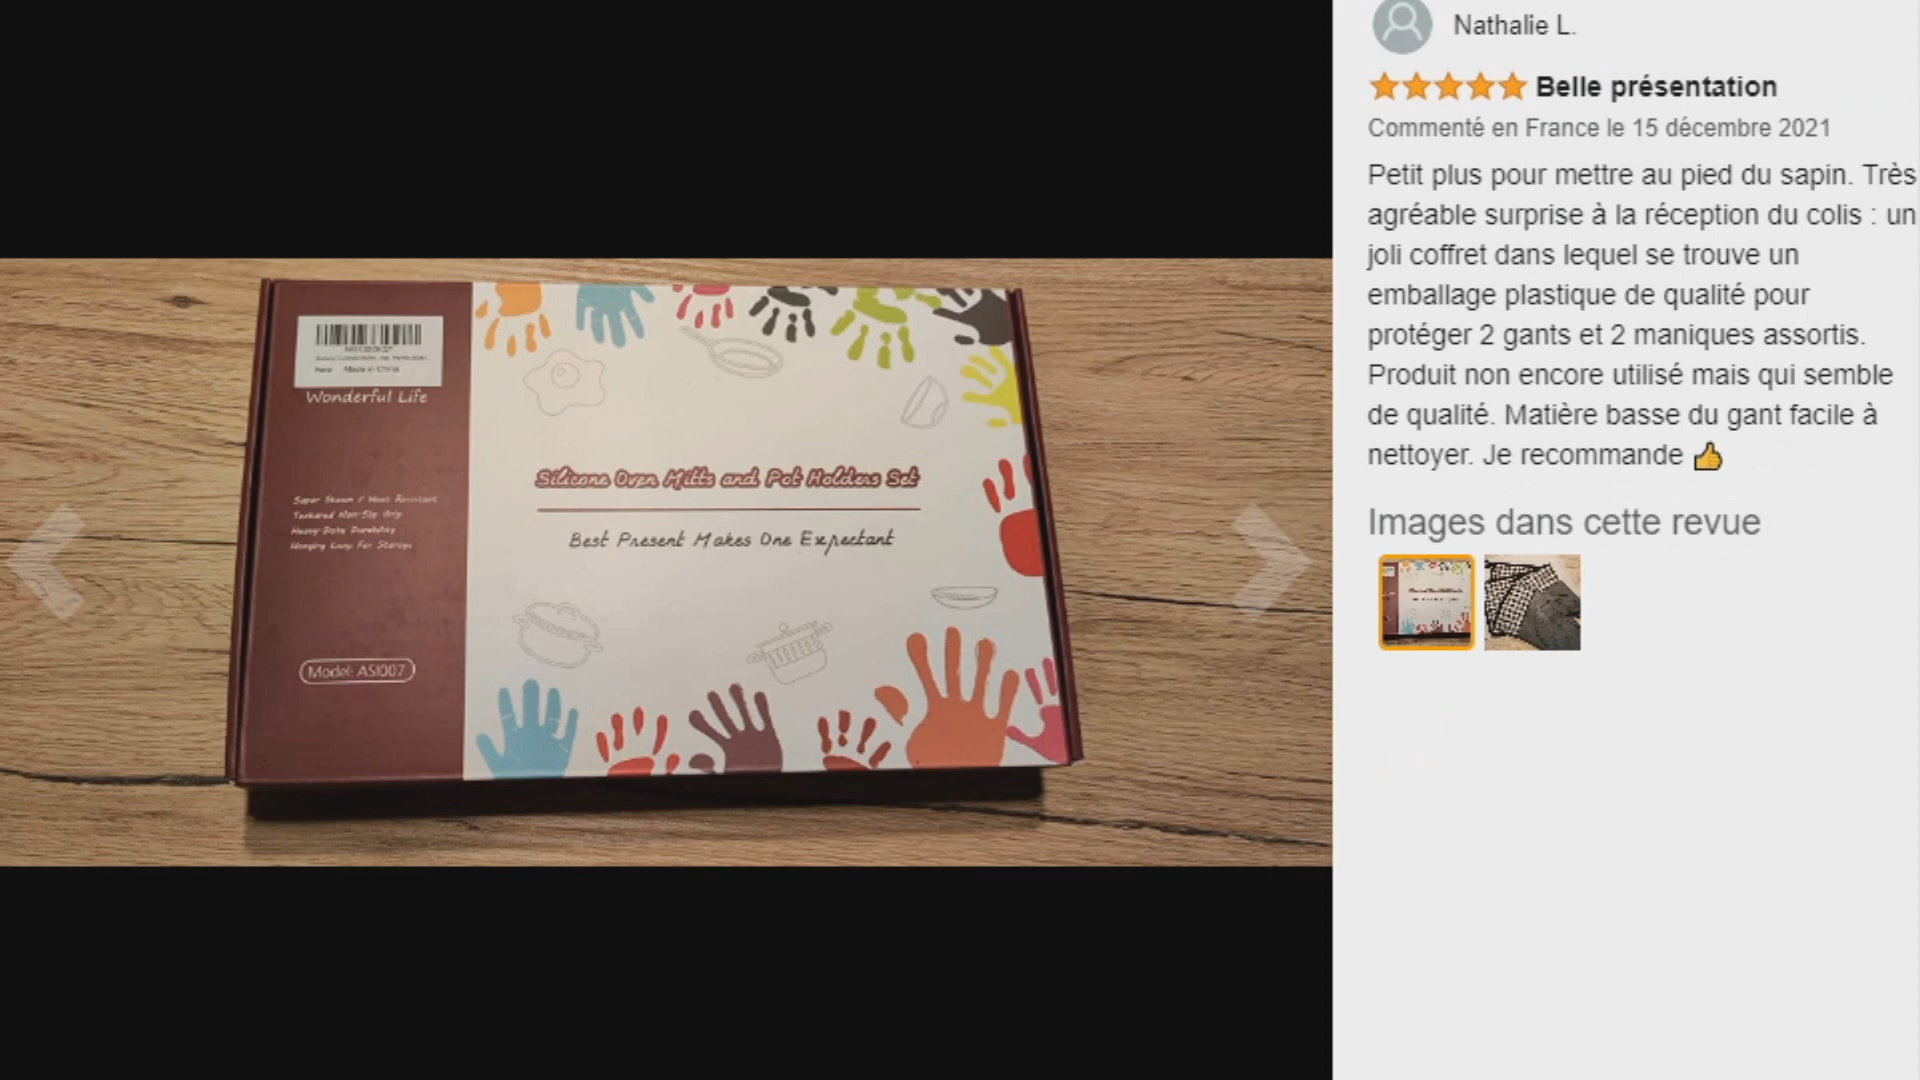 Nathalie L.
Belle présentation
Commenté en France le 15 décembre 2021
Petit plus pour mettre au pied du sapin. Très
agréable surprise à la réception du colis : un
joli coffret dans lequel se trouve un
emballage plastique de qualité pour
protéger 2 gants et 2 maniques assortis.
Produit non encore utilisé mais qui semble
de qualité. Matière basse du gant facile à
nettoyer. Je recommande 👍
Images dans cette revue
New Made in China
Wonderful Life
Super Steam / Heat Resistant
Textured Non-Slip Grip
Heavy-Duty Durability
Hanging Loop For Storage
Model: ASI007
Silicone Oven Mitts and Pot Holders Set
Best Present Makes One Expectant